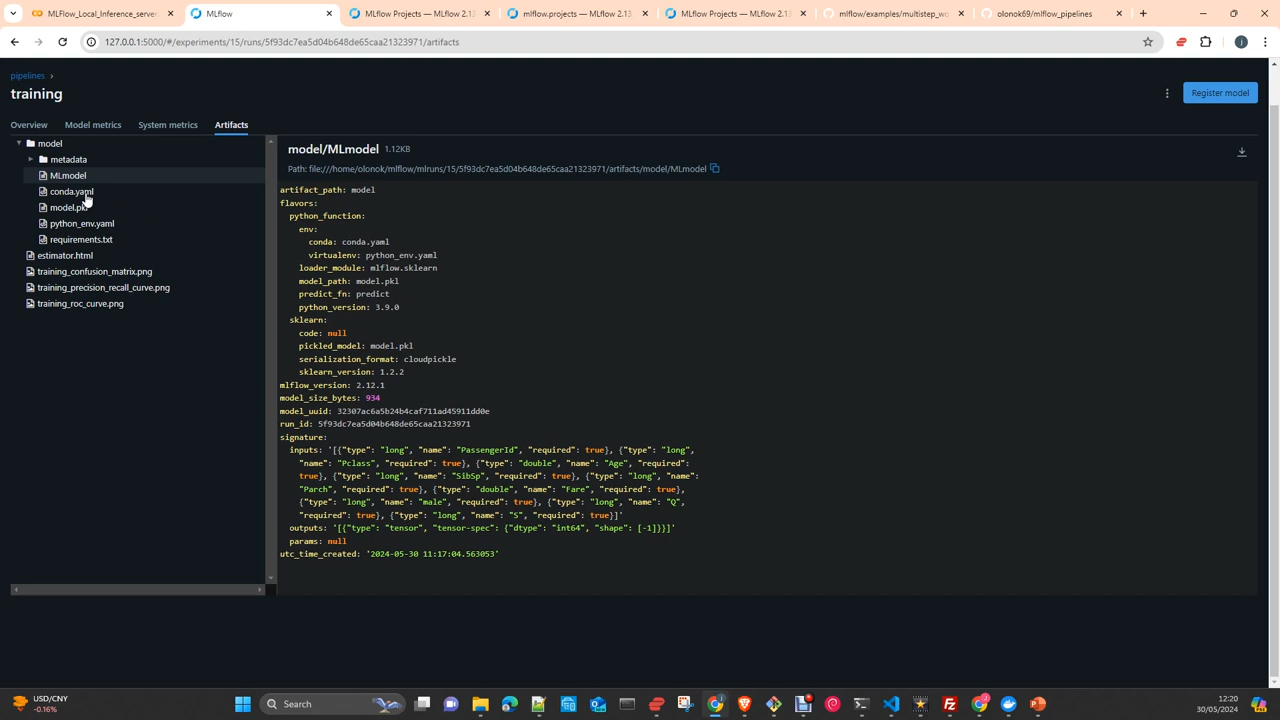 MLFlow_Local_Inference_server
MLflow
MLflow Projects — MLflow 2.13
mlflow.projects — MLflow 2.13
MLflow Projects — MLflow 2.13
mlflow/examples/multistep_wo
olonok69/mlflow_pipelines
127.0.0.1:5000/#/experiments/15/runs/5f93dc7ea5d04b648de65caa21323971/artifacts
pipelines
training
Register model
Overview
Model metrics
System metrics
Artifacts
model
metadata
MLmodel
conda.yaml
model.pkl
python_env.yaml
requirements.txt
estimator.html
training_confusion_matrix.png
training_precision_recall_curve.png
training_roc_curve.png
model/MLmodel 1.12KB
Path: file:///home/olonok/mlflow/mlruns/15/5f93dc7ea5d04b648de65caa21323971/artifacts/model/MLmodel
artifact_path: model
flavors:
python_function:
env:
conda: conda.yaml
virtualenv: python_env.yaml
loader_module: mlflow.sklearn
model_path: model.pkl
predict_fn: predict
python_version: 3.9.0
sklearn:
code: null
pickled_model: model.pkl
serialization_format: cloudpickle
sklearn_version: 1.2.2
mlflow_version: 2.12.1
model_size_bytes: 934
model_uuid: 32307ac6a5b24b4caf711ad45911dd0e
run_id: 5f93dc7ea5d04b648de65caa21323971
signature:
inputs: '[{"type": "long", "name": "PassengerId", "required": true}, {"type": "long",
"name": "Pclass", "required": true}, {"type": "double", "name": "Age", "required":
true}, {"type": "long", "name": "SibSp", "required": true}, {"type": "long", "name":
"Parch", "required": true}, {"type": "double", "name": "Fare", "required": true},
{"type": "long", "name": "male", "required": true}, {"type": "long", "name": "Q",
"required": true}, {"type": "long", "name": "S", "required": true}]'
outputs: '[{"type": "tensor", "tensor-spec": {"dtype": "int64", "shape": [-1]}}]'
params: null
utc_time_created: '2024-05-30 11:17:04.563053'
USD/CNY
-0.16%
Search
12:20
30/05/2024